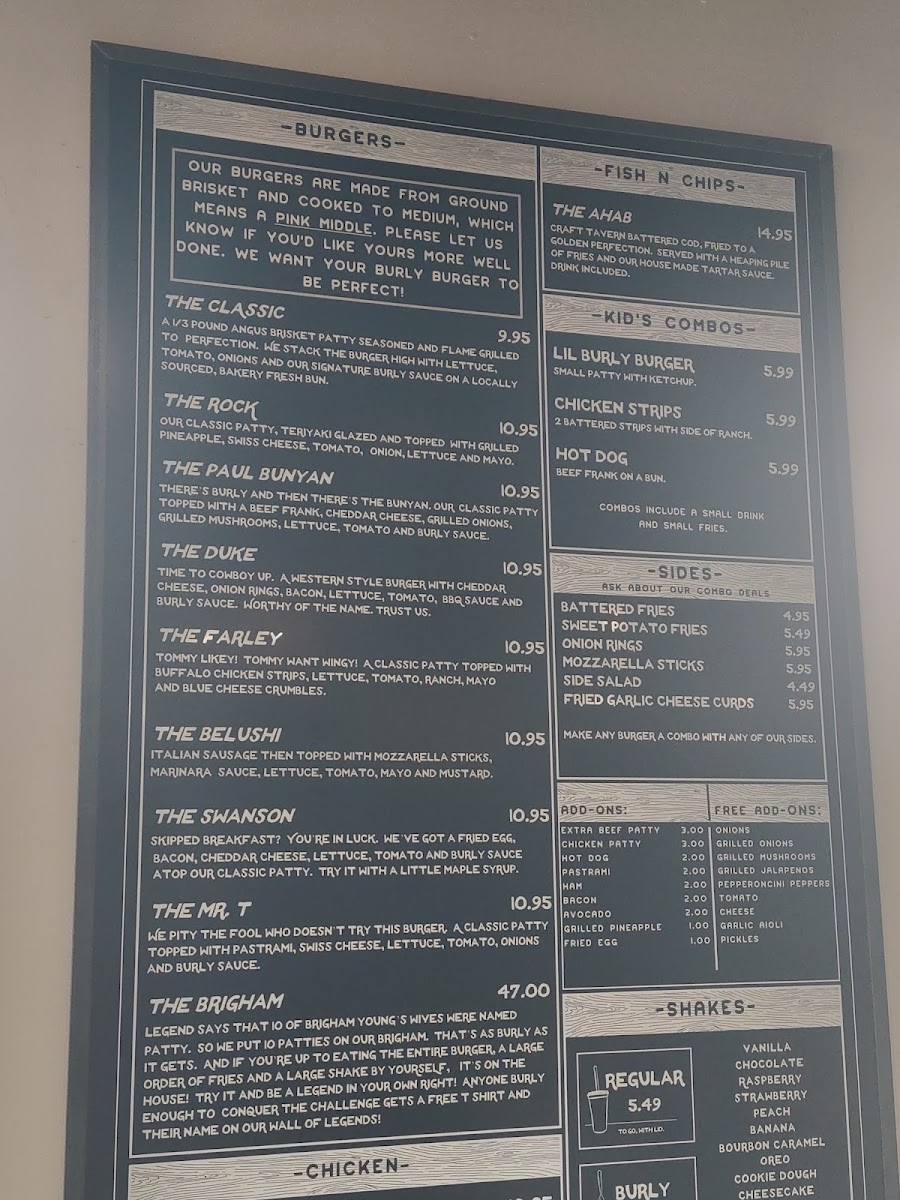 -BURGERS-
OUR BURGERS ARE MADE FROM GROUND
BRISKET AND COOKED TO MEDIUM, WHICH
MEANS A PINK MIDDLE. PLEASE LET US
KNOW IF YOU'D LIKE YOURS MORE WELL
DONE. WE WANT YOUR BURLY BURGER TO
BE PERFECT!
THE CLASSIC 9.95
A 1/3 POUND ANGUS BRISKET PATTY SEASONED AND FLAME GRILLED
TO PERFECTION. WE STACK THE BURGER HIGH WITH LETTUCE,
TOMATO, ONIONS AND OUR SIGNATURE BURLY SAUCE ON A LOCALLY
SOURCED, BAKERY FRESH BUN.
THE ROCK 10.95
OUR CLASSIC PATTY, TERIYAKI GLAZED AND TOPPED WITH GRILLED
PINEAPPLE, SWISS CHEESE, TOMATO, ONION, LETTUCE AND MAYO.
THE PAUL BUNYAN 10.95
THERE'S BURLY AND THEN THERE'S THE BUNYAN. OUR CLASSIC PATTY
TOPPED WITH A BEEF FRANK, CHEDDAR CHEESE, GRILLED ONIONS,
GRILLED MUSHROOMS, LETTUCE, TOMATO AND BURLY SAUCE.
THE DUKE 10.95
TIME TO COWBOY UP. A WESTERN STYLE BURGER WITH CHEDDAR
CHEESE, ONION RINGS, BACON, LETTUCE, TOMATO, BBQ SAUCE AND
BURLY SAUCE. WORTHY OF THE NAME. TRUST US.
THE FARLEY 10.95
TOMMY LIKEY! TOMMY WANT WINGY! A CLASSIC PATTY TOPPED WITH
BUFFALO CHICKEN STRIPS, LETTUCE, TOMATO, RANCH, MAYO
AND BLUE CHEESE CRUMBLES.
THE BELUSHI 10.95
ITALIAN SAUSAGE THEN TOPPED WITH MOZZARELLA STICKS,
MARINARA SAUCE, LETTUCE, TOMATO, MAYO AND MUSTARD.
THE SWANSON 10.95
SKIPPED BREAKFAST? YOU'RE IN LUCK. WE'VE GOT A FRIED EGG,
BACON, CHEDDAR CHEESE, LETTUCE, TOMATO AND BURLY SAUCE
ATOP OUR CLASSIC PATTY. TRY IT WITH A LITTLE MAPLE SYRUP.
THE MR. T 10.95
WE PITY THE FOOL WHO DOESN'T TRY THIS BURGER. A CLASSIC PATTY
TOPPED WITH PASTRAMI, SWISS CHEESE, LETTUCE, TOMATO, ONIONS
AND BURLY SAUCE.
THE BRIGHAM 47.00
LEGEND SAYS THAT 10 OF BRIGHAM YOUNG'S WIVES WERE NAMED
PATTY. SO WE PUT 10 PATTIES ON OUR BRIGHAM. THAT'S AS BURLY AS
IT GETS. AND IF YOU'RE UP TO EATING THE ENTIRE BURGER, A LARGE
ORDER OF FRIES AND A LARGE SHAKE BY YOURSELF, IT'S ON THE
HOUSE! TRY IT AND BE A LEGEND IN YOUR OWN RIGHT! ANYONE BURLY
ENOUGH TO CONQUER THE CHALLENGE GETS A FREE T SHIRT AND
THEIR NAME ON OUR WALL OF LEGENDS!
-CHICKEN-
-FISH N CHIPS-
THE AHAB 14.95
CRAFT TAVERN BATTERED COD, FRIED TO A
GOLDEN PERFECTION. SERVED WITH A HEAPING PILE
OF FRIES AND OUR HOUSE MADE TARTAR SAUCE.
DRINK INCLUDED.
-KID'S COMBOS-
LIL BURLY BURGER 5.99
SMALL PATTY WITH KETCHUP.
CHICKEN STRIPS 5.99
2 BATTERED STRIPS WITH SIDE OF RANCH.
HOT DOG 5.99
BEEF FRANK ON A BUN.
COMBOS INCLUDE A SMALL DRINK
AND SMALL FRIES.
-SIDES-
ASK ABOUT OUR COMBO DEALS
BATTERED FRIES 4.95
SWEET POTATO FRIES 5.49
ONION RINGS 5.95
MOZZARELLA STICKS 5.95
SIDE SALAD 4.49
FRIED GARLIC CHEESE CURDS 5.95
MAKE ANY BURGER A COMBO WITH ANY OF OUR SIDES.
ADD-ONS:
EXTRA BEEF PATTY 3.00
CHICKEN PATTY 3.00
HOT DOG 2.00
PASTRAMI 2.00
HAM 2.00
BACON 2.00
AVOCADO 2.00
GRILLED PINEAPPLE 1.00
FRIED EGG 1.00
FREE ADD-ONS:
ONIONS
GRILLED ONIONS
GRILLED MUSHROOMS
GRILLED JALAPENOS
PEPPERONCINI PEPPERS
TOMATO
CHEESE
GARLIC AIOLI
PICKLES
-SHAKES-
REGULAR
5.49
TO GO, WITH LID.
BURLY
VANILLA
CHOCOLATE
RASPBERRY
STRAWBERRY
PEACH
BANANA
BOURBON CARAMEL
OREO
COOKIE DOUGH
CHEESECAKE